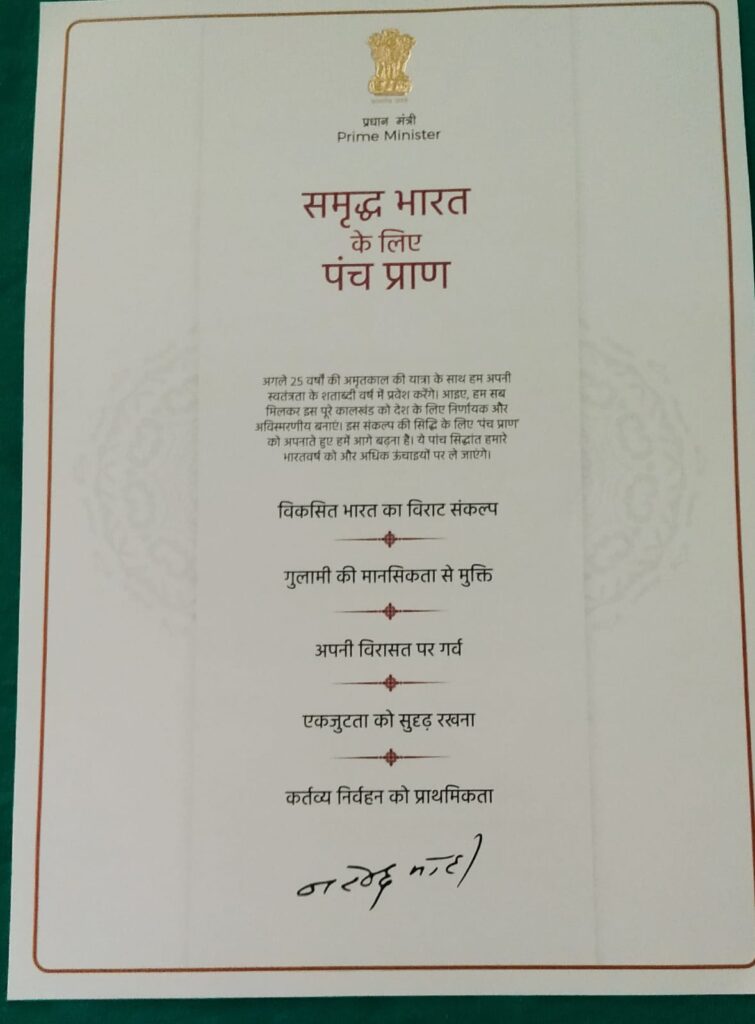 प्रधान मंत्री
Prime Minister
समृद्ध भारत
के लिए
पंच प्राण
अगले 25 वर्षों की अमृतकाल की यात्रा के साथ हम अपनी
स्वतंत्रता के शताब्दी वर्ष में प्रवेश करेंगे। आइए, हम सब
मिलकर इस पूरे कालखंड को देश के लिए निर्णायक और
अविस्मरणीय बनाएं। इस संकल्प की सिद्धि के लिए 'पंच प्राण'
को अपनाते हुए हमें आगे बढ़ना है। ये पांच सिद्धांत हमारे
भारतवर्ष को और अधिक ऊंचाइयों पर ले जाएंगे।
विकसित भारत का विराट संकल्प
गुलामी की मानसिकता से मुक्ति
अपनी विरासत पर गर्व
एकजुटता को सुदृढ़ रखना
कर्तव्य निर्वहन को प्राथमिकता
नरेन्द्र मोदी